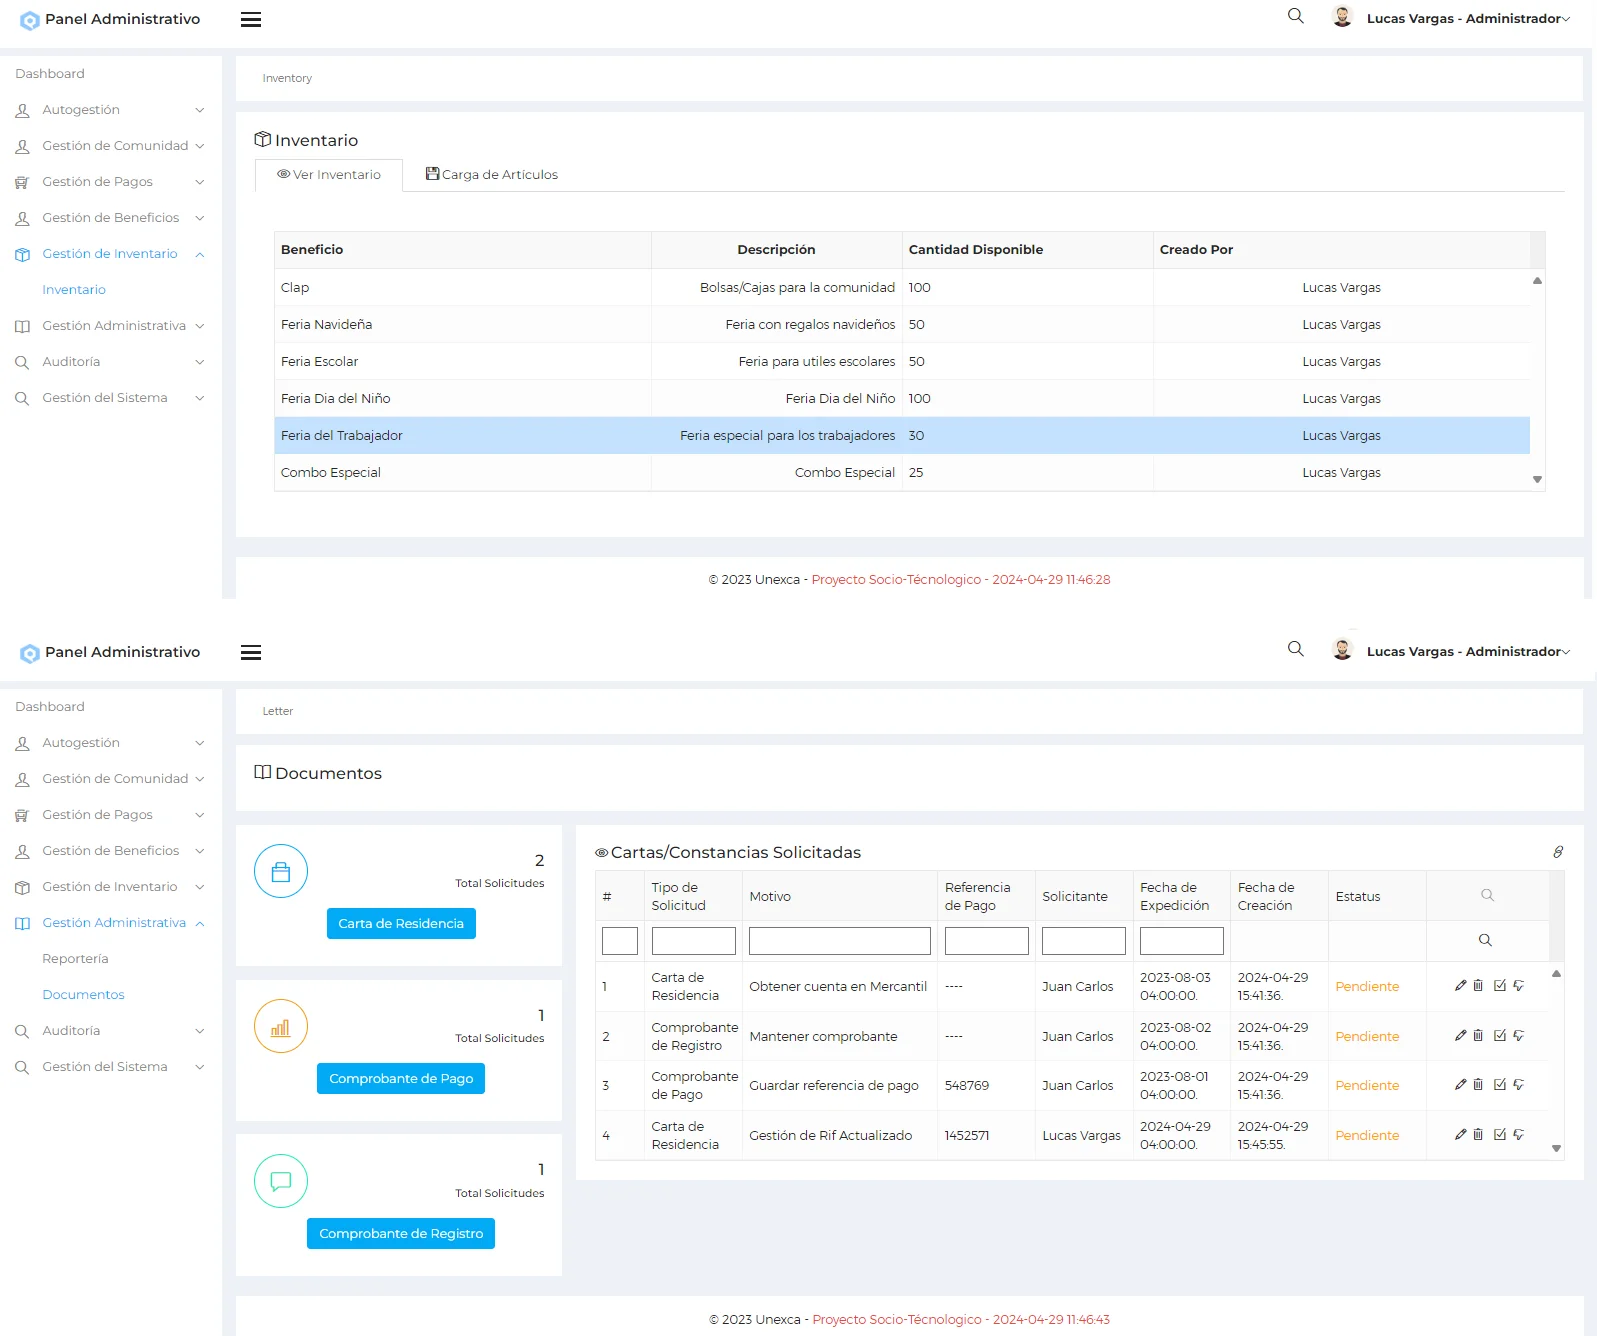 Panel Administrativo
Lucas Vargas - Administrador
Dashboard
Autogestión
Gestión de Comunidad
Gestión de Pagos
Gestión de Beneficios
Gestión de Inventario
Inventario
Gestión Administrativa
Auditoría
Gestión del Sistema
Inventory
Inventario
Ver Inventario
Carga de Artículos
Beneficio Descripción Cantidad Disponible Creado Por
Clap Bolsas/Cajas para la comunidad 100 Lucas Vargas
Feria Navideña Feria con regalos navideños 50 Lucas Vargas
Feria Escolar Feria para utiles escolares 50 Lucas Vargas
Feria Dia del Niño Feria Dia del Niño 100 Lucas Vargas
Feria del Trabajador Feria especial para los trabajadores 30 Lucas Vargas
Combo Especial Combo Especial 25 Lucas Vargas
© 2023 Unexca - Proyecto Socio-Técnologico - 2024-04-29 11:46:28
Panel Administrativo
Lucas Vargas - Administrador
Dashboard
Autogestión
Gestión de Comunidad
Gestión de Pagos
Gestión de Beneficios
Gestión de Inventario
Gestión Administrativa
Reportería
Documentos
Auditoría
Gestión del Sistema
Letter
Documentos
2
Total Solicitudes
Carta de Residencia
1
Total Solicitudes
Comprobante de Pago
1
Total Solicitudes
Comprobante de Registro
Cartas/Constancias Solicitadas
# Tipo de Solicitud Motivo Referencia de Pago Solicitante Fecha de Expedición Fecha de Creación Estatus
1 Carta de Residencia Obtener cuenta en Mercantil ---- Juan Carlos 2023-08-03 04:00:00. 2024-04-29 15:41:36. Pendiente
2 Comprobante de Registro Mantener comprobante ---- Juan Carlos 2023-08-02 04:00:00. 2024-04-29 15:41:36. Pendiente
3 Comprobante de Pago Guardar referencia de pago 548769 Juan Carlos 2023-08-01 04:00:00. 2024-04-29 15:41:36. Pendiente
4 Carta de Residencia Gestión de Rif Actualizado 1452571 Lucas Vargas 2024-04-29 04:00:00. 2024-04-29 15:45:55. Pendiente
© 2023 Unexca - Proyecto Socio-Técnologico - 2024-04-29 11:46:43